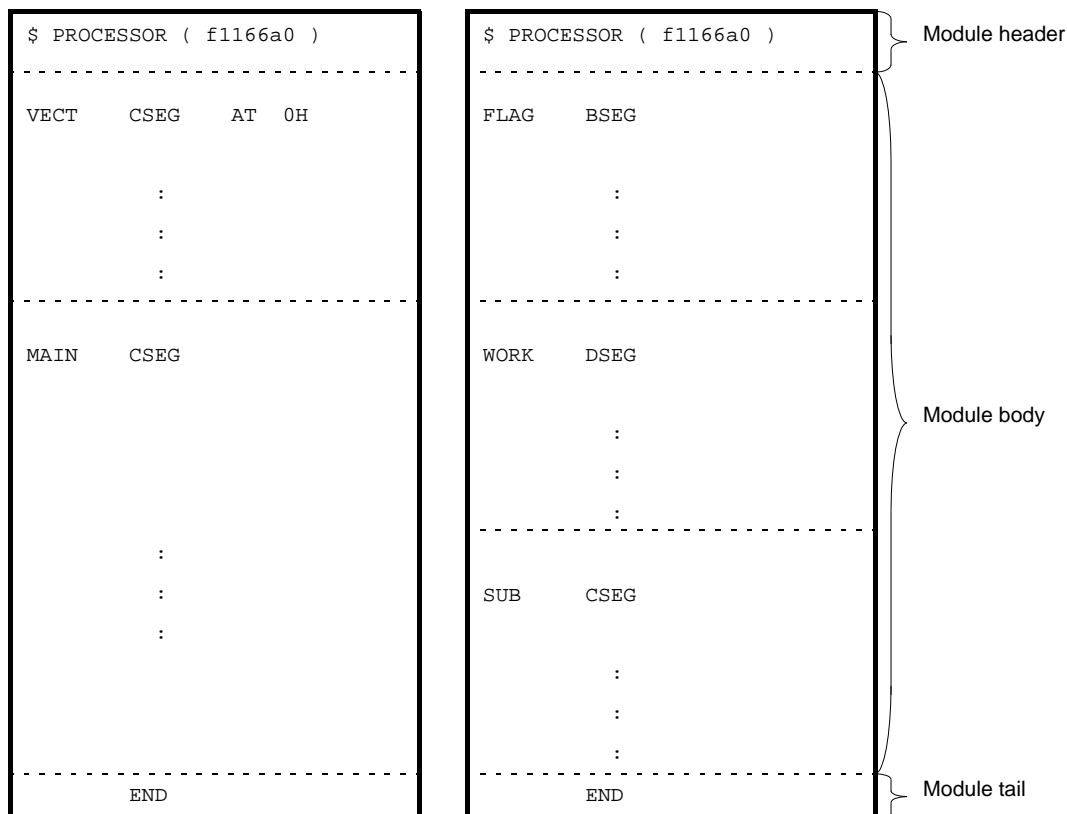 $ PROCESSOR ( f1166a0 )
VECT CSEG AT 0H
:
:
:
MAIN CSEG
:
:
:
END
$ PROCESSOR ( f1166a0 )
FLAG BSEG
:
:
:
WORK DSEG
:
:
:
SUB CSEG
:
:
:
END
Module header
Module body
Module tail